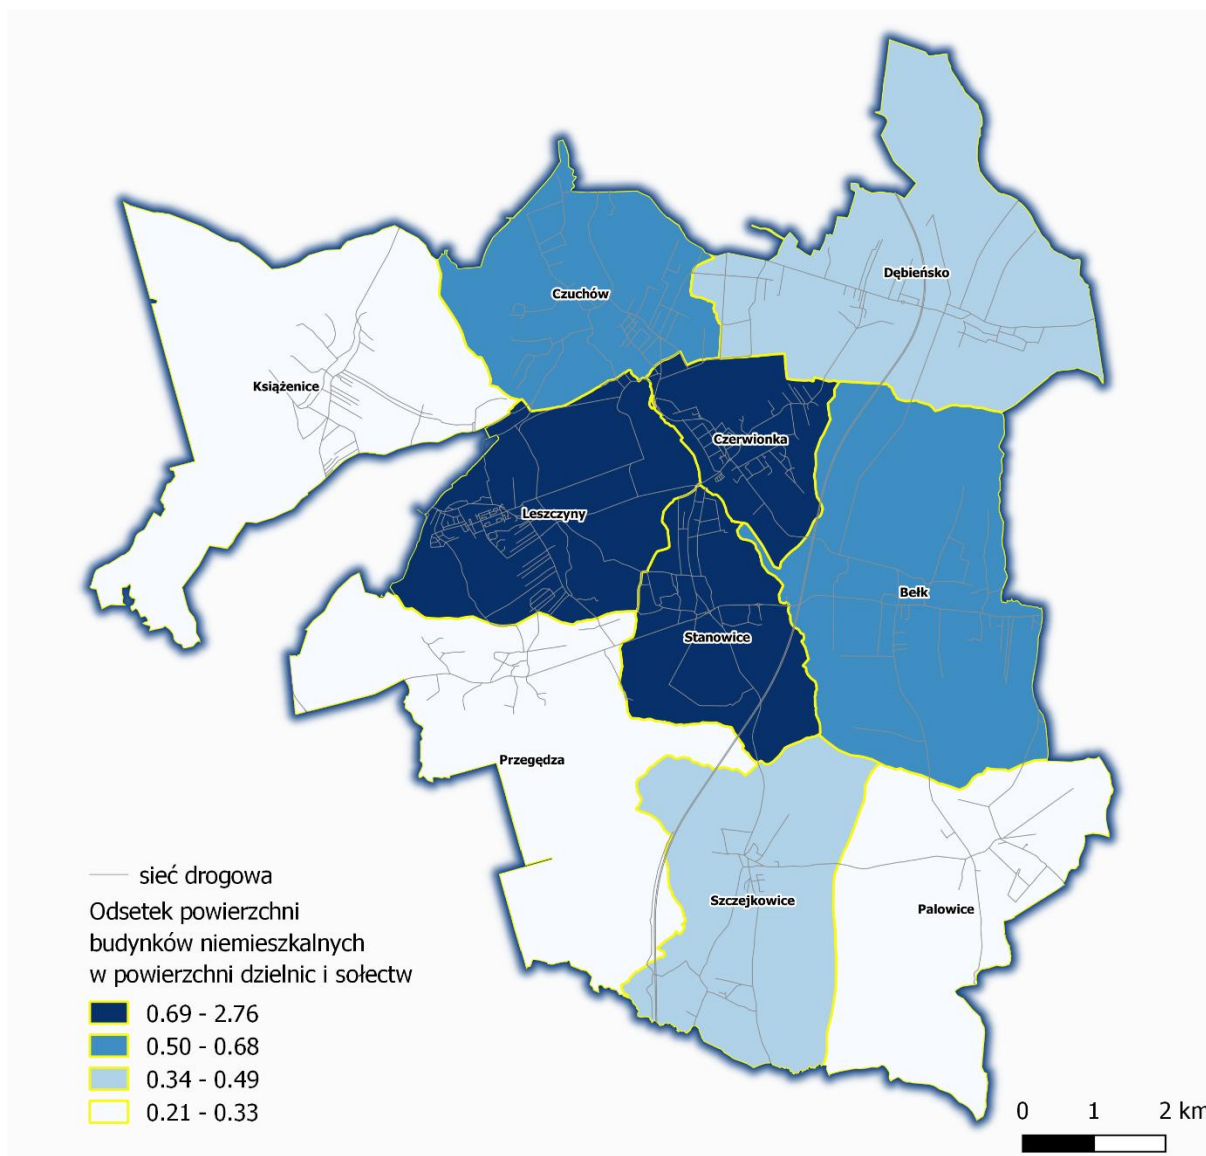 Dębieńsko
Czuchów
Książenice
Czerwionka
Leszczyny
Bełk
Stanowice
Przegędza
Szczejkowice
Palowice
sieć drogowa
Odsetek powierzchni
budynków niemieszkalnych
w powierzchni dzielnic i sołectw
0.69 - 2.76
0.50 - 0.68
0.34 - 0.49
0.21 - 0.33
0 1 2 km